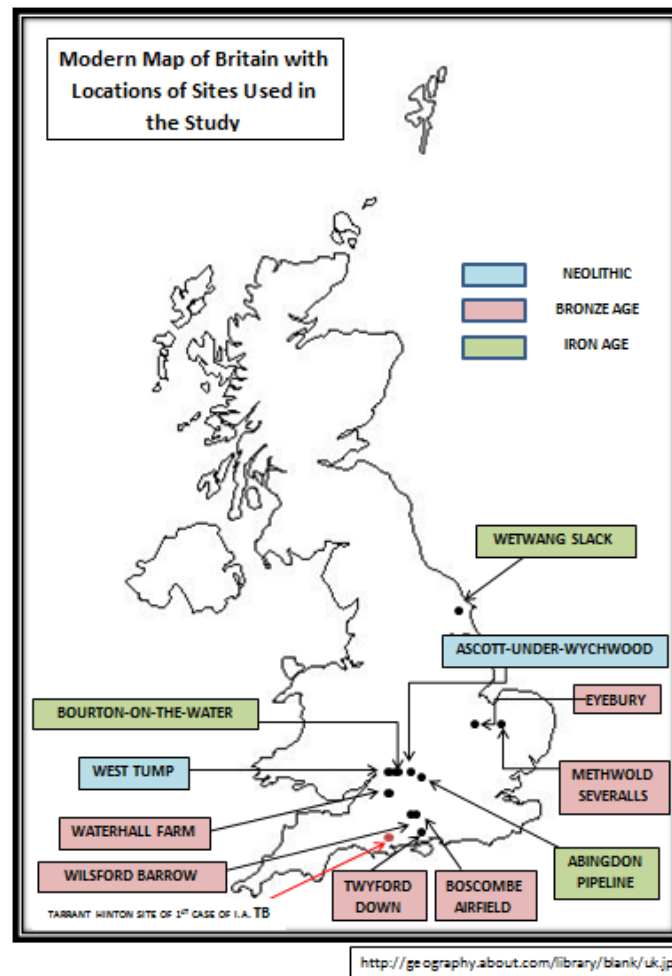 Modern Map of Britain with
Locations of Sites Used in
the Study
NEOLITHIC
BRONZE AGE
IRON AGE
WETWANG SLACK
ASCOTT-UNDER-WYCHWOOD
EYEBURY
BOURTON-ON-THE-WATER
WEST TUMP
METHWOLD
SEVERALLS
WATERHALL FARM
WILSFORD BARROW
TWYFORD
DOWN
BOSCOMBE
AIRFIELD
ABINGDON
PIPELINE
TARRANT HINTON SITE OF 1ST CASE OF I.A. TB
http://geography.about.com/library/blank/uk.jp